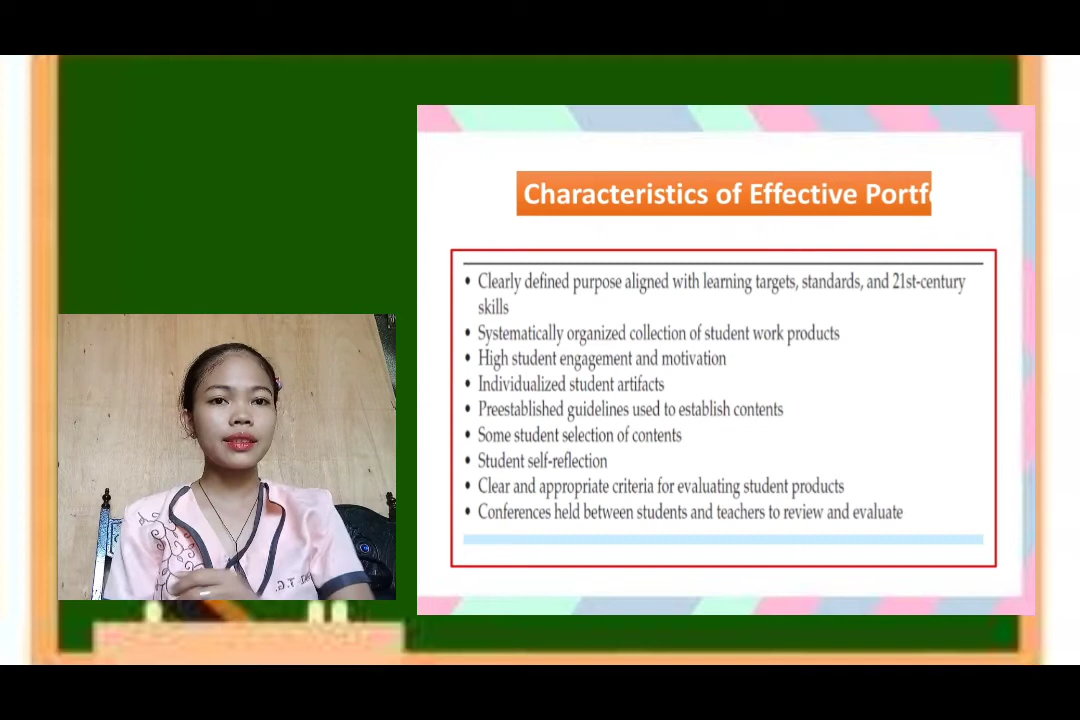 Characteristics of Effective
• Clearly defined purpose aligned with learning targets, standards, and 21st-century
skills
• Systematically organized collection of student work products
• High student engagement and motivation
• Individualized student artifacts
• Preestablished guidelines used to establish contents
• Some student selection of contents
• Student self-reflection
• Clear and appropriate criteria for evaluating student products
• Conferences held between students and teachers to review and evaluate